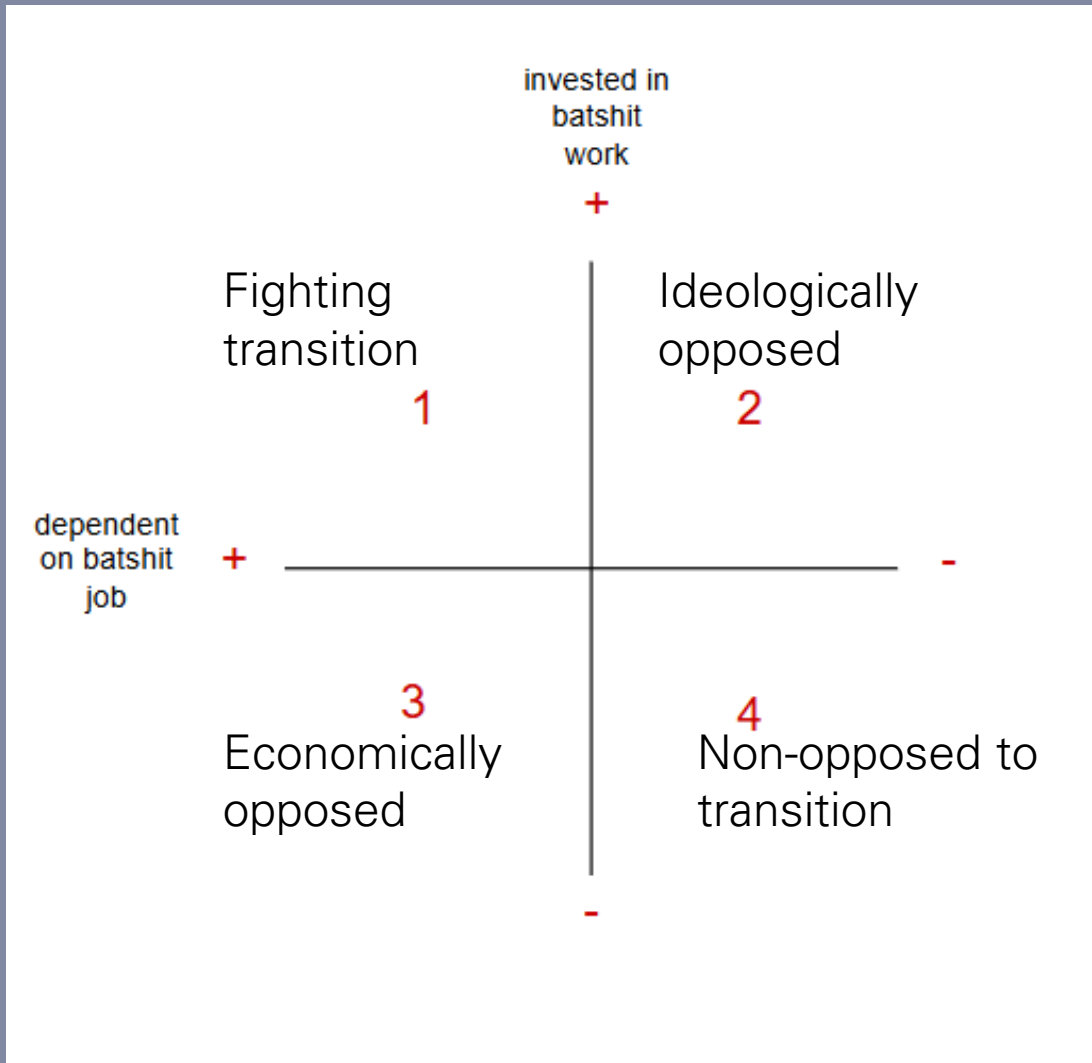 invested in
batshit
work
+
Fighting
transition
1
Ideologically
opposed
2
dependent
on batshit
job
+
-
3
Economically
opposed
4
Non-opposed to
transition
-